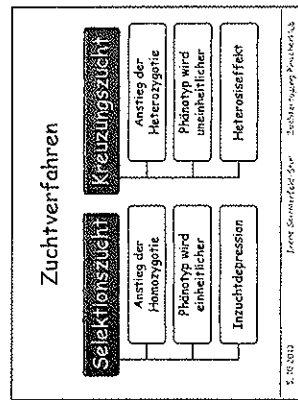 Zuchtverfahren
Selektionszucht
Anstieg der
Homozygotie
Phänotyp wird
einheitlicher
Inzuchtdepression
Kreuzungszucht
Anstieg der
Heterozygotie
Phänotyp wird
uneinheitlicher
Heterosiseffekt